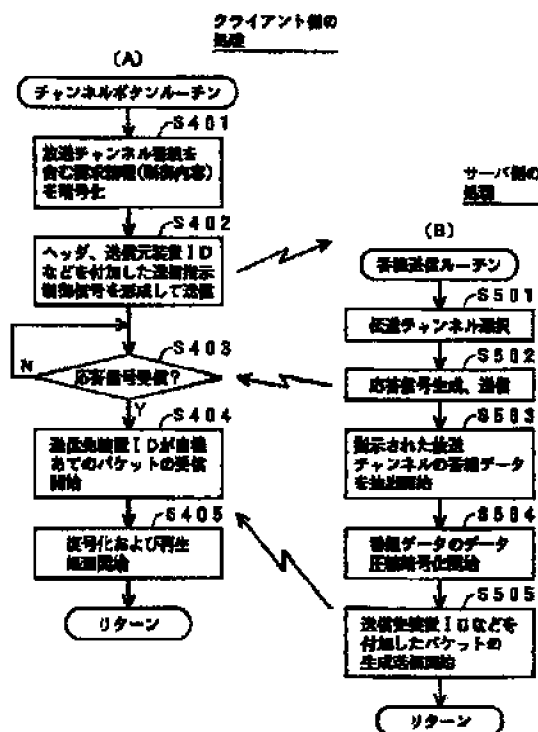 クライアント側の
処理
(A)
チャンネルボタンルーチン
S401
放送チャンネル番号を
含む要求情報(制御内容)
を暗号化
S402
ヘッダ、送信元装置ID
などを付加した送信指示
制御信号を形成して送信
S403
応答信号受信?
N
Y
S404
送信先装置IDが自機
あてのパケットの受信
開始
S405
復号化および再生
処理開始
リターン
サーバ側の
処理
(B)
番組送信ルーチン
S501
伝送チャンネル選択
S502
応答信号生成、送信
S503
指示された放送
チャンネルの番組データ
を抽出開始
S504
番組データのデータ
圧縮暗号化開始
S505
送信先装置IDなどを
付加したパケットの
生成送信開始
リターン